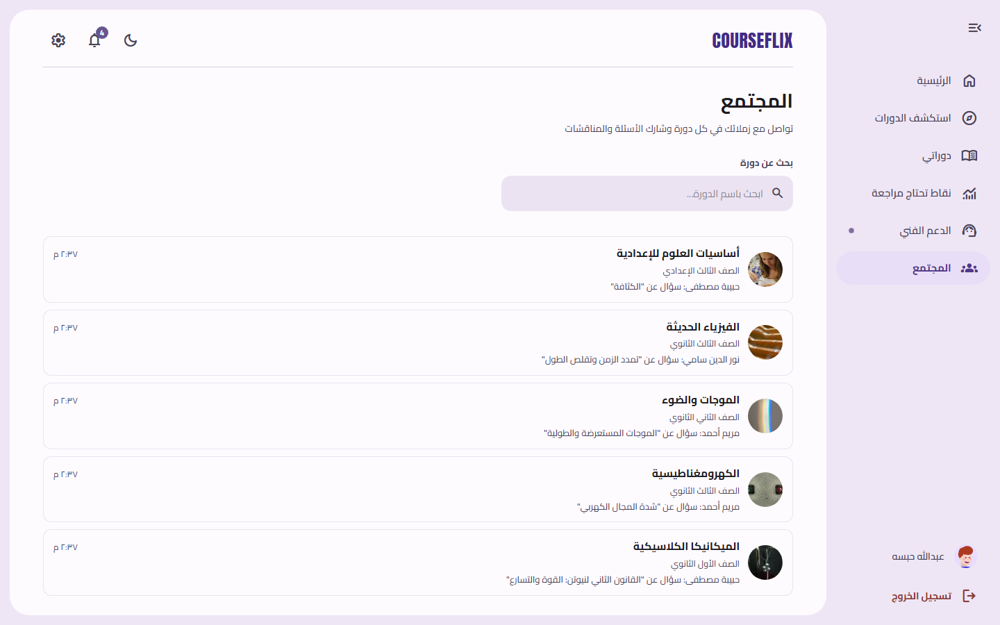 COURSEFLIX
4
المجتمع
تواصل مع زملائك في كل دورة وشارك الأسئلة والمناقشات
بحث عن دورة
ابحث باسم الدورة...
أساسيات العلوم للإعدادية
٢:٣٧ م
الصف الثالث الإعدادي
حبيبة مصطفى: سؤال عن "الكثافة"
الفيزياء الحديثة
٢:٣٧ م
الصف الثالث الثانوي
نور الدين سامي: سؤال عن "تمدد الزمن وتقلص الطول"
الموجات والضوء
٢:٣٧ م
الصف الثاني الثانوي
مريم أحمد: سؤال عن "الموجات المستعرضة والطولية"
الكهرومغناطيسية
٢:٣٧ م
الصف الثالث الثانوي
مريم أحمد: سؤال عن "شدة المجال الكهربي"
الميكانيكا الكلاسيكية
٢:٣٧ م
الصف الأول الثانوي
حبيبة مصطفى: سؤال عن "القانون الثاني لنيوتن: القوة والتسارع"
الرئيسية
استكشف الدورات
دوراتي
نقاط تحتاج مراجعة
الدعم الفني
المجتمع
عبدالله حبسه
تسجيل الخروج